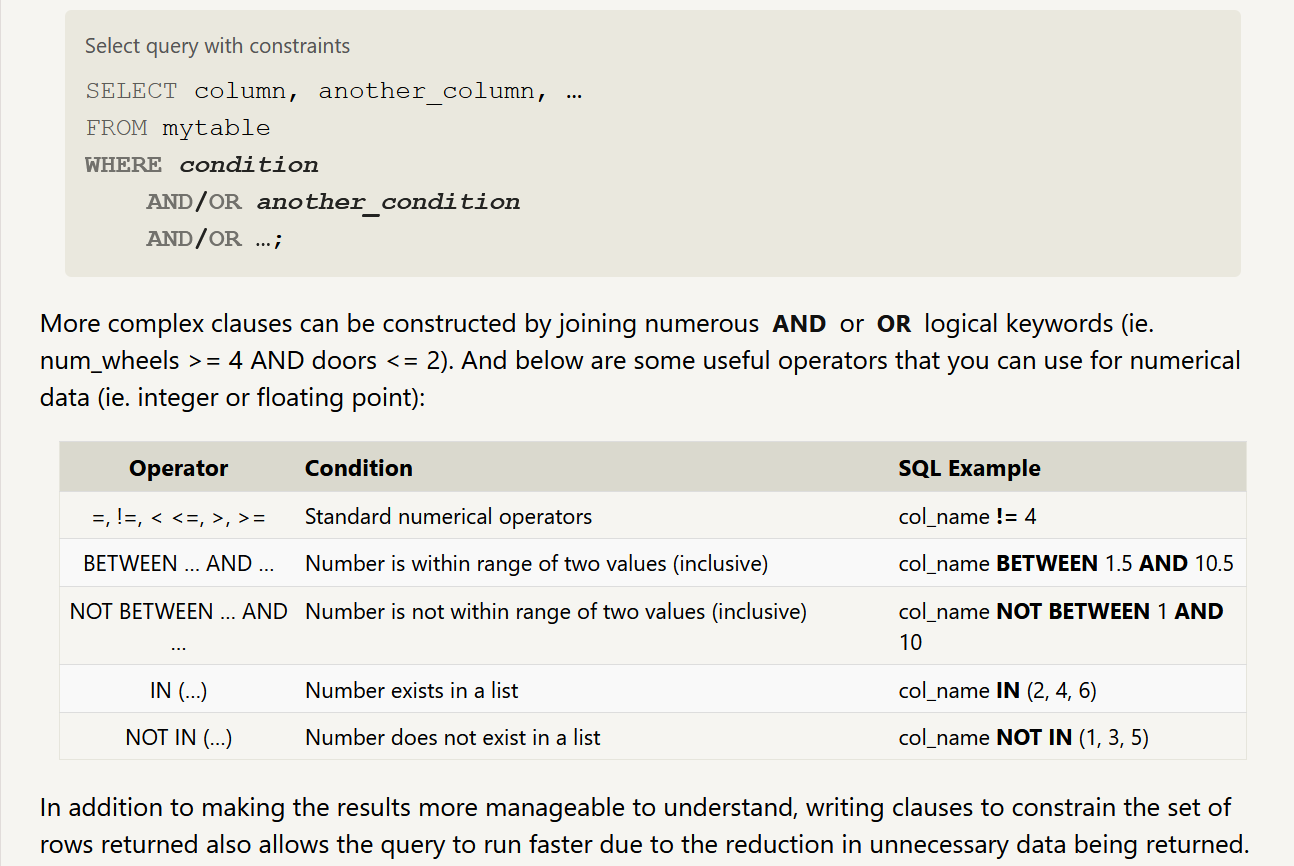 Select query with constraints
SELECT column, another_column, …
FROM mytable
WHERE condition
AND/OR another_condition
AND/OR …;
More complex clauses can be constructed by joining numerous AND or OR logical keywords (ie.
num_wheels >= 4 AND doors <= 2). And below are some useful operators that you can use for numerical
data (ie. integer or floating point):
Operator Condition SQL Example
=, !=, < <=, >, >= Standard numerical operators col_name != 4
BETWEEN … AND … Number is within range of two values (inclusive) col_name BETWEEN 1.5 AND 10.5
NOT BETWEEN … AND Number is not within range of two values (inclusive) col_name NOT BETWEEN 1 AND
… 10
IN (…) Number exists in a list col_name IN (2, 4, 6)
NOT IN (…) Number does not exist in a list col_name NOT IN (1, 3, 5)
In addition to making the results more manageable to understand, writing clauses to constrain the set of
rows returned also allows the query to run faster due to the reduction in unnecessary data being returned.